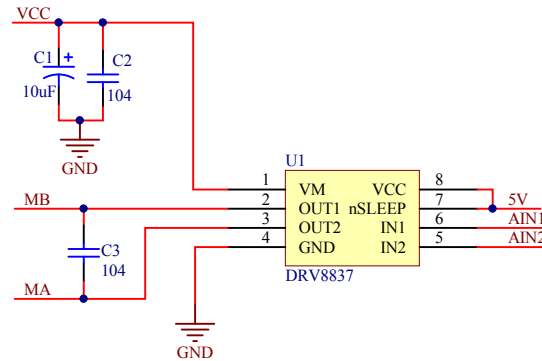 VCC
C1 + C2
10uF 104
GND
U1
1 VM VCC 8
MB 2 OUT1 nSLEEP 7 5V
3 OUT2 IN1 6 AIN1
C3 4 GND IN2 5 AIN2
104 DRV8837
MA
GND